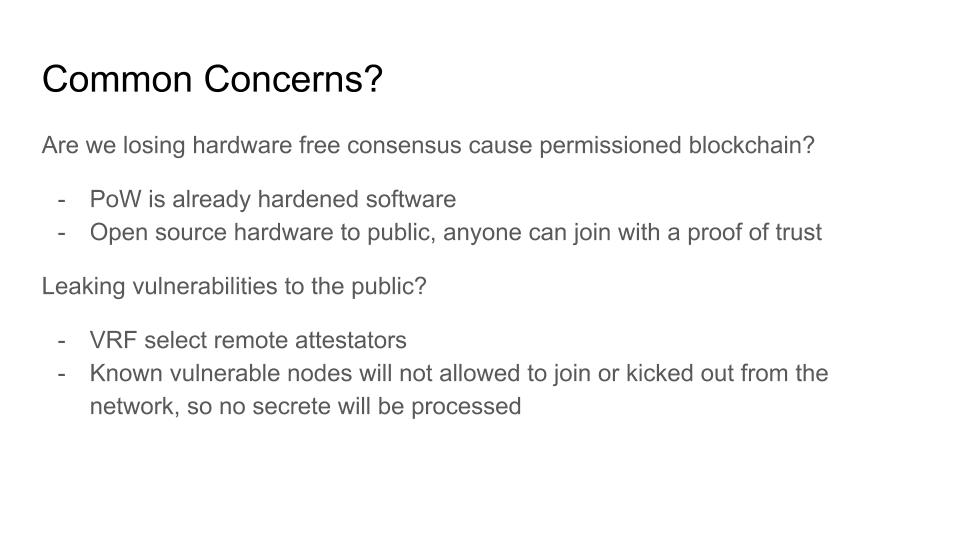 Common Concerns?
Are we losing hardware free consensus cause permissioned blockchain?
- PoW is already hardened software
- Open source hardware to public, anyone can join with a proof of trust
Leaking vulnerabilities to the public?
- VRF select remote attestators
- Known vulnerable nodes will not allowed to join or kicked out from the
network, so no secrete will be processed